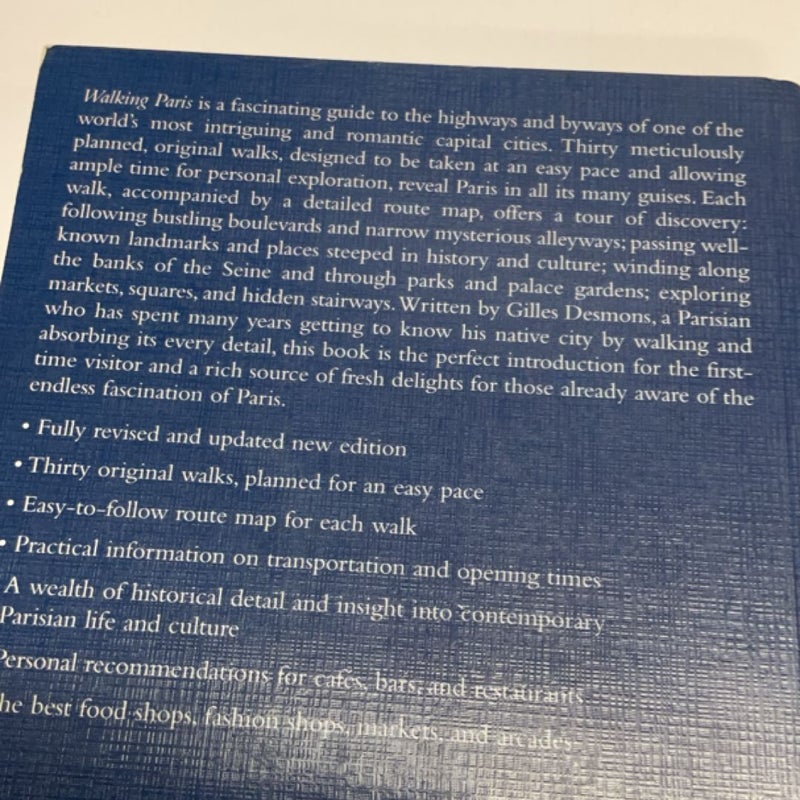 Walking Paris is a fascinating guide to the highways and byways of one of the
world's most intriguing and romantic capital cities. Thirty meticulously
planned, original walks, designed to be taken at an easy pace and allowing
ample time for personal exploration, reveal Paris in all its many guises. Each
walk, accompanied by a detailed route map, offers a tour of discovery:
following bustling boulevards and narrow mysterious alleyways; passing well-
known landmarks and places steeped in history and culture; winding along
the banks of the Seine and through parks and palace gardens; exploring
markets, squares, and hidden stairways. Written by Gilles Desmons, a Parisian
who has spent many years getting to know his native city by walking and
absorbing its every detail, this book is the perfect introduction for the first-
time visitor and a rich source of fresh delights for those already aware of the
endless fascination of Paris.
• Fully revised and updated new edition
• Thirty original walks, planned for an easy pace
• Easy-to-follow route map for each walk
• Practical information on transportation and opening times
A wealth of historical detail and insight into contemporary
Parisian life and culture
Personal recommendations for cafes, bars, and restaurants
he best food shops, fashion shops, markets, and arcades